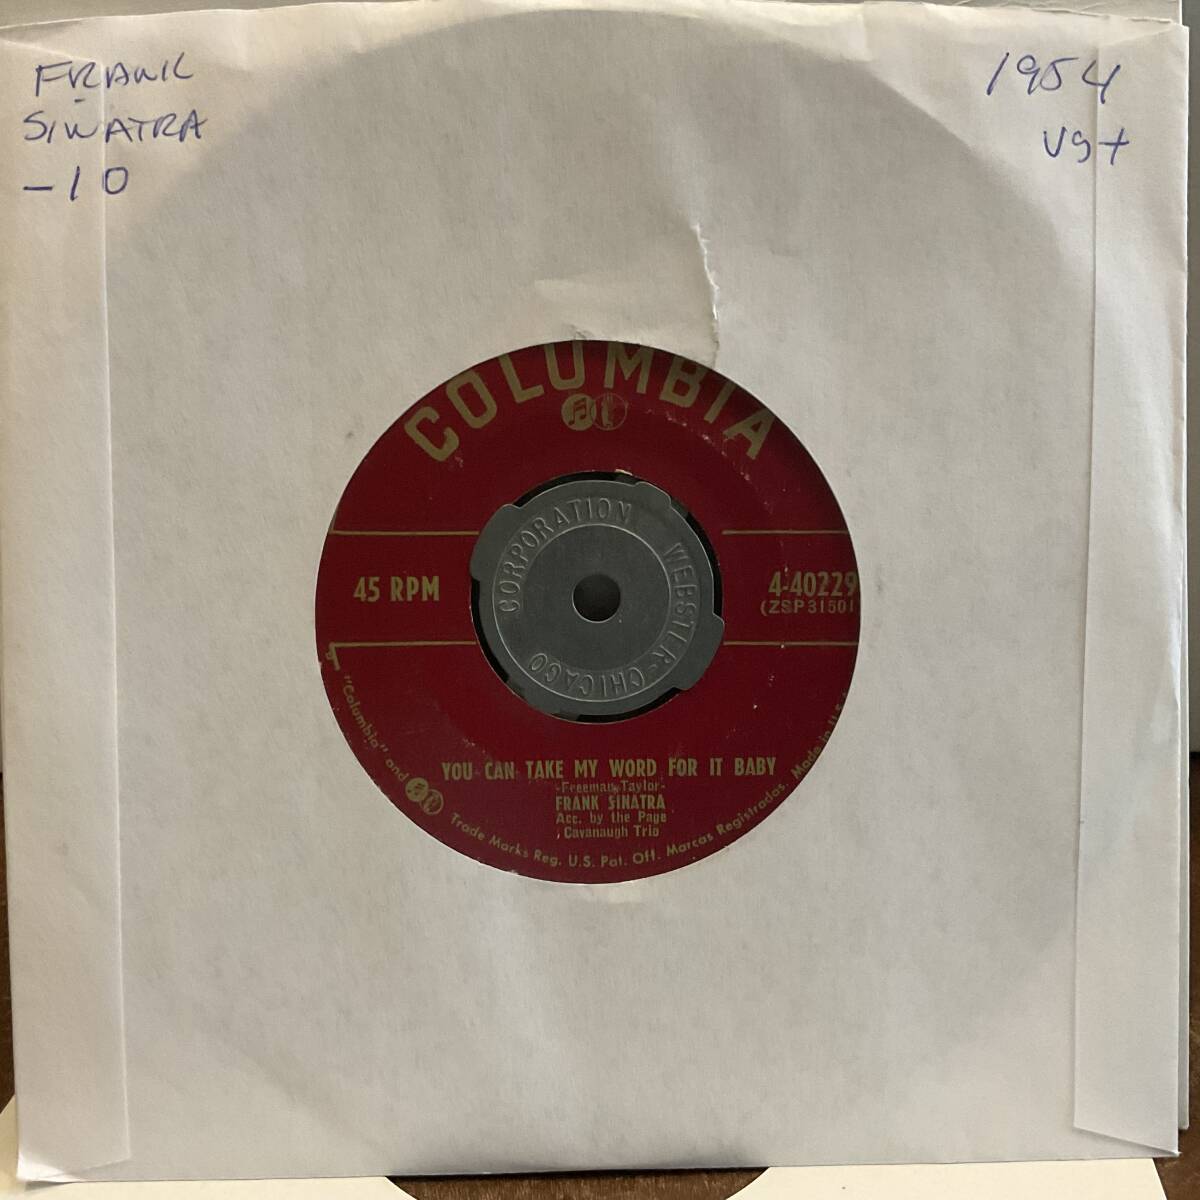 FRANK
SINATRA
-10
1954
vg+
COLUMBIA
CORPORATION
WEBSTER-CHICAGO
45 RPM
4-40229
(ZSP31501
YOU CAN TAKE MY WORD FOR IT BABY
-Freeman, Taylor-
FRANK SINATRA
Acc. by the Page
Cavanaugh Trio
"Columbia" and Trade Marks Reg. U.S. Pat. Off. Marcas Registradas. Made in U.S.A.